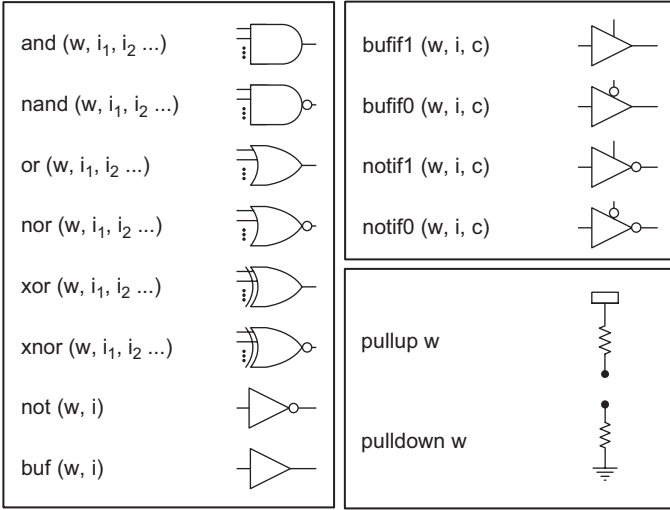 and (w, i₁, i₂ ...)
nand (w, i₁, i₂ ...)
or (w, i₁, i₂ ...)
nor (w, i₁, i₂ ...)
xor (w, i₁, i₂ ...)
xnor (w, i₁, i₂ ...)
not (w, i)
buf (w, i)
bufif1 (w, i, c)
bufif0 (w, i, c)
notif1 (w, i, c)
notif0 (w, i, c)
pullup w
pulldown w